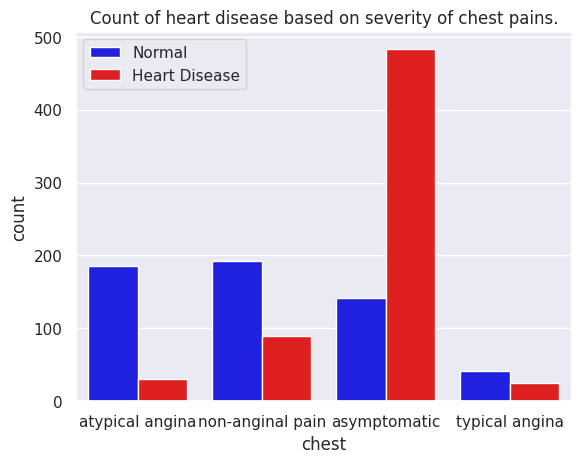 Count of heart disease based on severity of chest pains.
Normal
Heart Disease
500
400
300
200
100
0
count
atypical angina non-anginal pain asymptomatic typical angina
chest